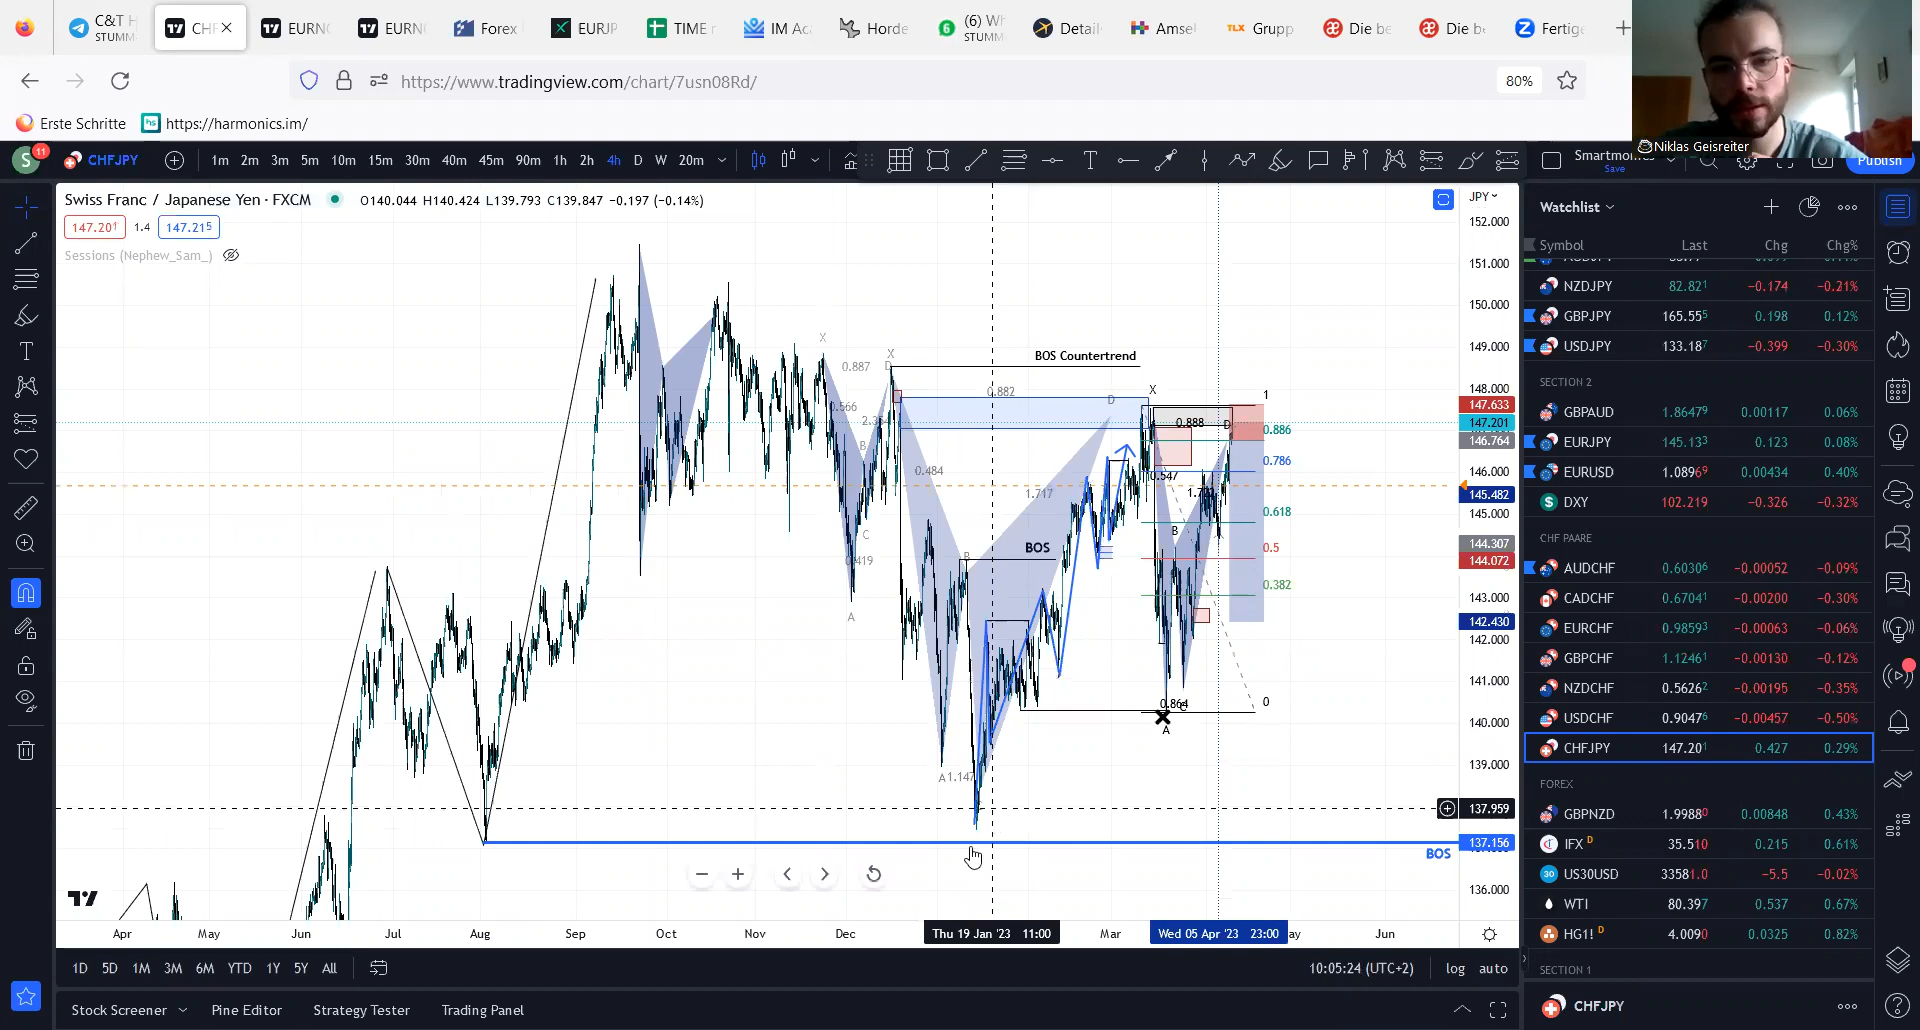 C&T H
STUMM
CHF
EURNO
EURNO
Forex
EURJP
TIME r
IM Ac
Horde
(6) Wh
STUMM
Detail
Amsel
TLX Grupp
Die be
Die be
Fertige
https://www.tradingview.com/chart/7usn08Rd/
80%
Erste Schritte
https://harmonics.im/
Niklas Geisreiter
S 11
CHFJPY
1m 2m 3m 5m 10m 15m 30m 40m 45m 90m 1h 2h 4h D W 20m
Save
Publish
Swiss Franc / Japanese Yen · FXCM
O140.044 H140.424 L139.793 C139.847 −0.197 (−0.14%)
147.201 1.4 147.215
Sessions (Nephew_Sam_)
JPY
152.000
151.000
150.000
149.000
148.000
147.633
147.201
146.764
146.000
145.482
145.000
144.307
144.072
143.000
142.430
142.000
141.000
140.000
139.000
137.959
137.156
136.000
X
0.887
X
D
0.566
B
C
A
BOS Countertrend
0.882
D
0.484
1.717
B
BOS
A 1.147
X
0.888
D
0.547
B
0.864
A
1
0.886
0.786
0.618
0.5
0.382
0
BOS
Apr May Jun Jul Aug Sep Oct Nov Dec Thu 19 Jan '23 11:00 Mar Wed 05 Apr '23 23:00 ay Jun
1D 5D 1M 3M 6M YTD 1Y 5Y All
10:05:24 (UTC+2) log auto
Stock Screener Pine Editor Strategy Tester Trading Panel
Watchlist
Symbol Last Chg Chg%
NZDJPY 82.821 −0.174 −0.21%
GBPJPY 165.555 0.198 0.12%
USDJPY 133.187 −0.399 −0.30%
SECTION 2
GBPAUD 1.86479 0.00117 0.06%
EURJPY 145.133 0.123 0.08%
EURUSD 1.08969 0.00434 0.40%
DXY 102.219 −0.326 −0.32%
CHF PAARE
AUDCHF 0.60306 −0.00052 −0.09%
CADCHF 0.67041 −0.00200 −0.30%
EURCHF 0.98593 −0.00063 −0.06%
GBPCHF 1.12461 −0.00130 −0.12%
NZDCHF 0.56262 −0.00195 −0.35%
USDCHF 0.90476 −0.00457 −0.50%
CHFJPY 147.201 0.427 0.29%
FOREX
GBPNZD 1.99880 0.00848 0.43%
IFX D 35.510 0.215 0.61%
US30USD 33581.0 −5.5 −0.02%
WTI 80.397 0.537 0.67%
HG1! D 4.0090 0.0325 0.82%
SECTION 1
CHFJPY